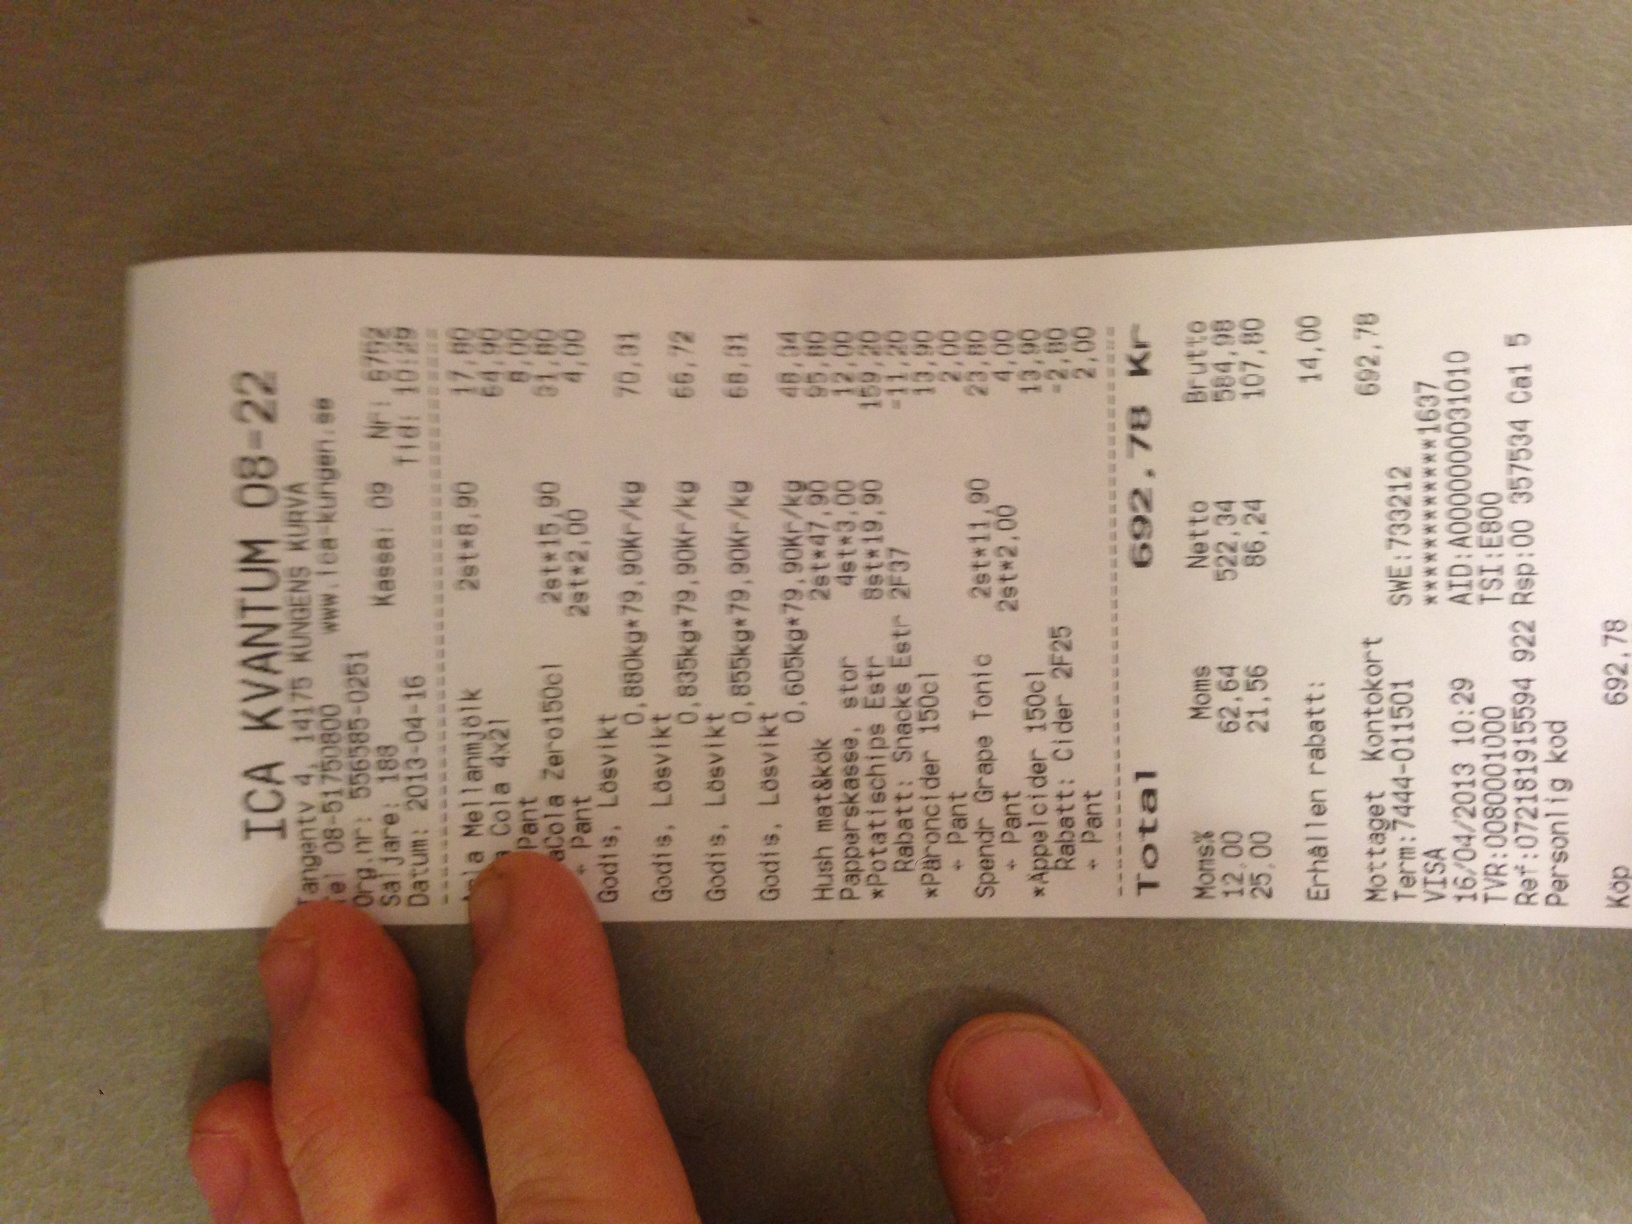 ICA KVANTUM 08-22
Tangentv 4, 14175 KUNGENS KURVA
Tel 08-51750800 www.ica-kungen.se
Org.nr: 556585-0251
Säljare: 188 Kassa: 09 Nr: 6752
Datum: 2013-04-16 Tid: 10:29
Arla Mellanmjölk 2st*8,90 17,80
Cola 4x2l 64,90
Pant 8,00
aCola Zero150cl 2st*15,90 31,80
+ Pant 2st*2,00 4,00
Godis, Lösvikt
0,880kg*79,90Kr/kg 70,31
Godis, Lösvikt
0,835kg*79,90Kr/kg 66,72
Godis, Lösvikt
0,855kg*79,90Kr/kg 68,31
Godis, Lösvikt
0,605kg*79,90Kr/kg 48,34
Hush mat&kök 2st*47,90 95,80
Papperskasse, stor 4st*3,00 12,00
*Potatischips Estr 8st*19,90 159,20
Rabatt: Snacks Estr 2F37 -11,20
*Päroncider 150cl 13,90
+ Pant 2,00
Spendr Grape Tonic 2st*11,90 23,80
+ Pant 2st*2,00 4,00
*Äppelcider 150cl 13,90
Rabatt: Cider 2F25 -2,80
+ Pant 2,00
Total 692,78 Kr
Moms% Moms Netto Brutto
12,00 62,64 522,34 584,98
25,00 21,56 86,24 107,80
Erhållen rabatt: 14,00
Mottaget Kontokort 692,78
Term:7444-011501 SWE:733212
VISA ************1637
16/04/2013 10:29 AID:A0000000031010
TVR:0080001000 TSI:E800
Ref:072181915594 922 Rsp:00 357534 Ca1 5
Personlig kod
Köp 692,78